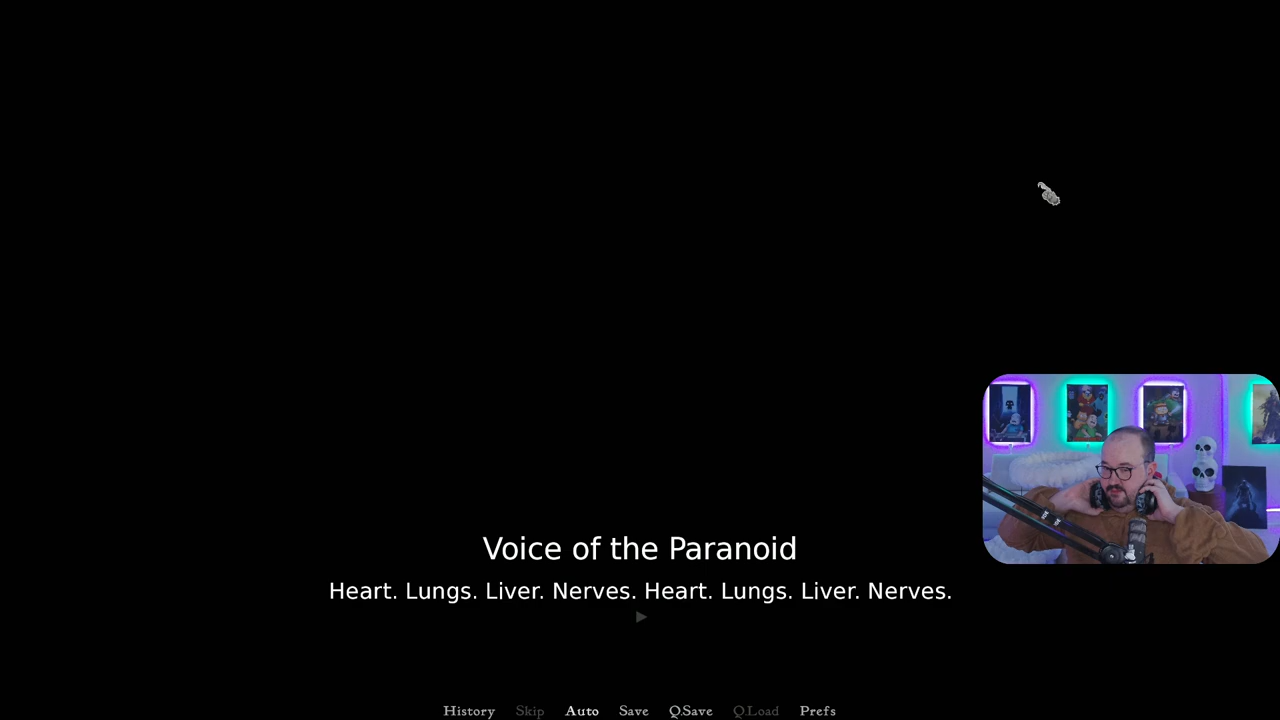 Voice of the Paranoid
Heart. Lungs. Liver. Nerves. Heart. Lungs. Liver. Nerves.
History Skip Auto Save Q.Save Q.Load Prefs